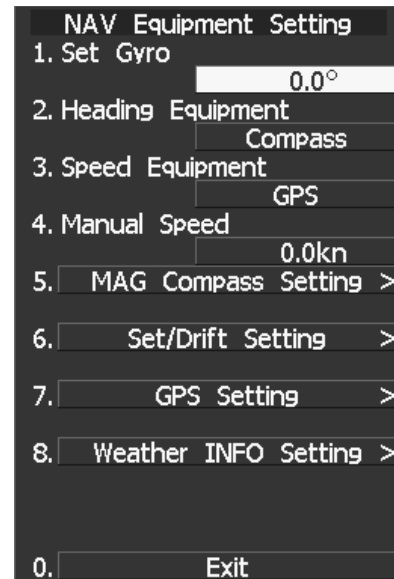 NAV Equipment Setting
1. Set Gyro
0.0°
2. Heading Equipment
Compass
3. Speed Equipment
GPS
4. Manual Speed
0.0kn
5. MAG Compass Setting >
6. Set/Drift Setting >
7. GPS Setting >
8. Weather INFO Setting >
0. Exit